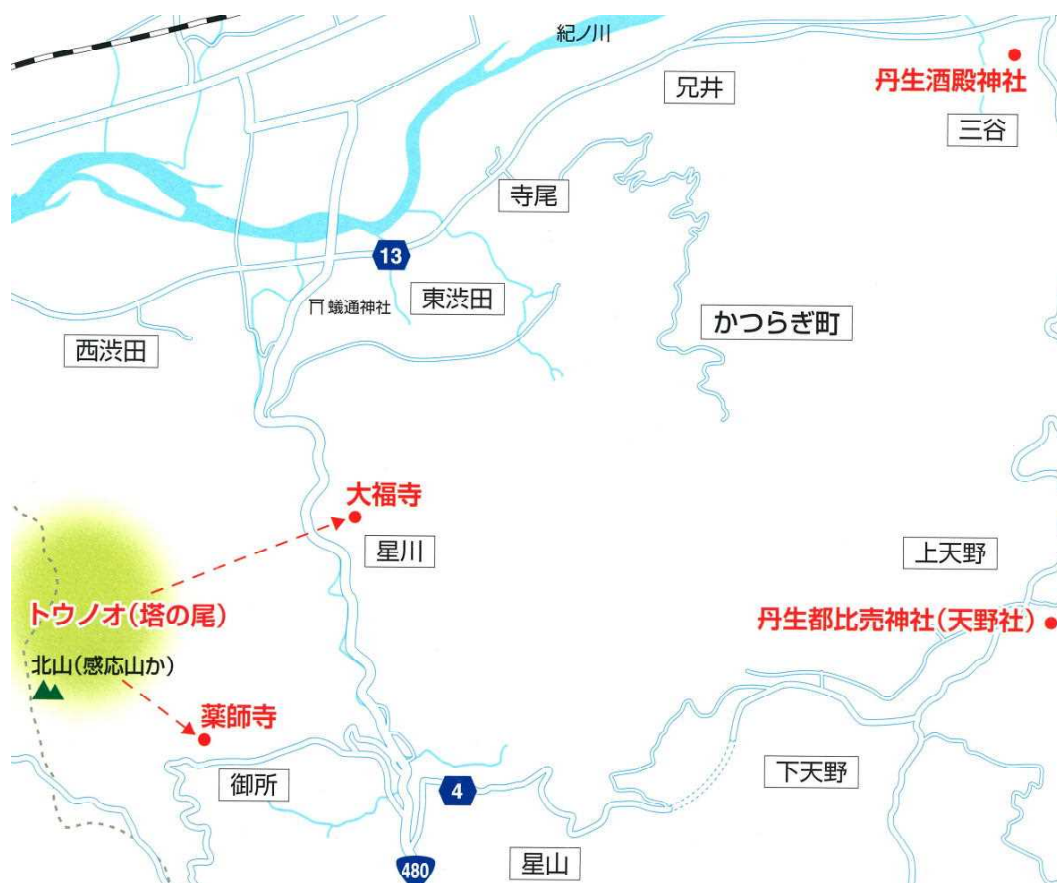 紀ノ川
丹生酒殿神社
兄井
三谷
寺尾
13
蟻通神社
東渋田
かつらぎ町
西渋田
大福寺
星川
上天野
トウノオ(塔の尾)
丹生都比売神社(天野社)
北山(感応山か)
薬師寺
御所
下天野
4
星山
480